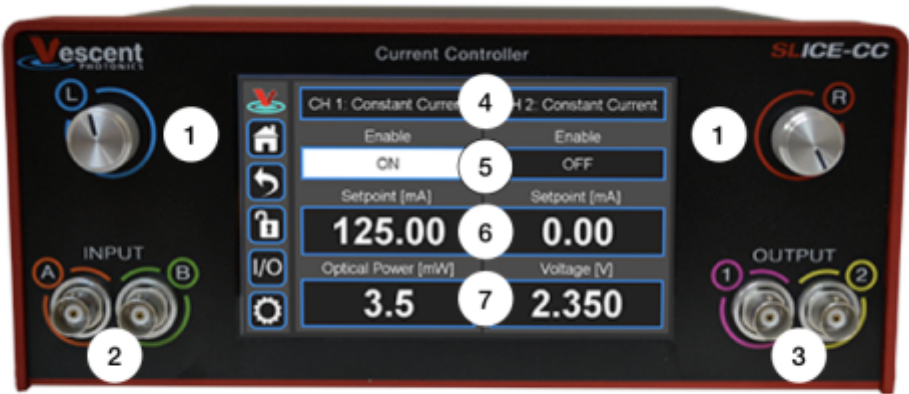 Vescent
PHOTONICS
Current Controller
SLICE-CC
L
R
1
4
1
CH 1: Constant Curren
H 2: Constant Current
Enable
Enable
ON
5
OFF
Setpoint [mA]
Setpoint [mA]
125.00
6
0.00
INPUT
A
B
I/O
Optical Power [mW]
Voltage [V]
OUTPUT
1
2
3.5
7
2.350
2
3